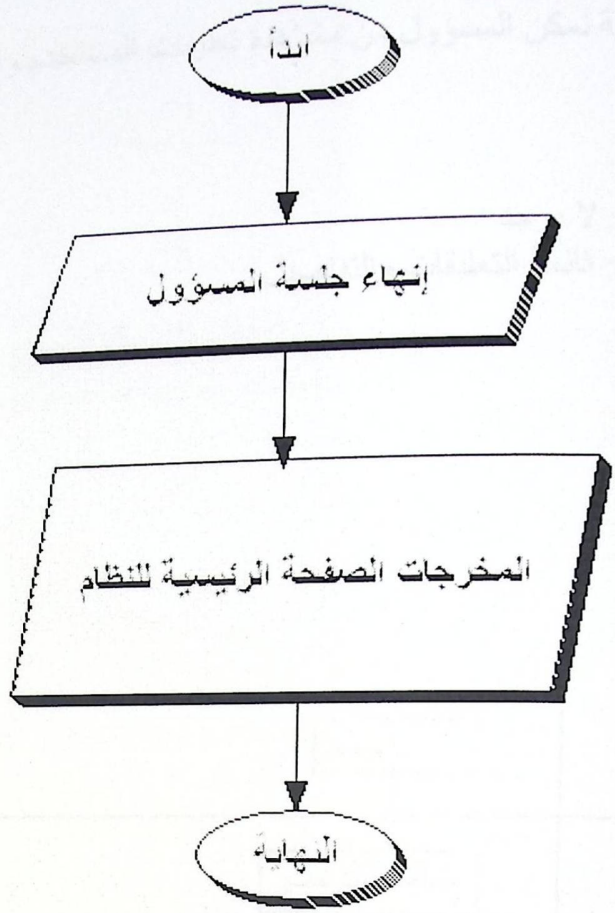 ابدأ
إنهاء جلسة المسؤول
المخرجات الصفحة الرئيسية للنظام
النهاية